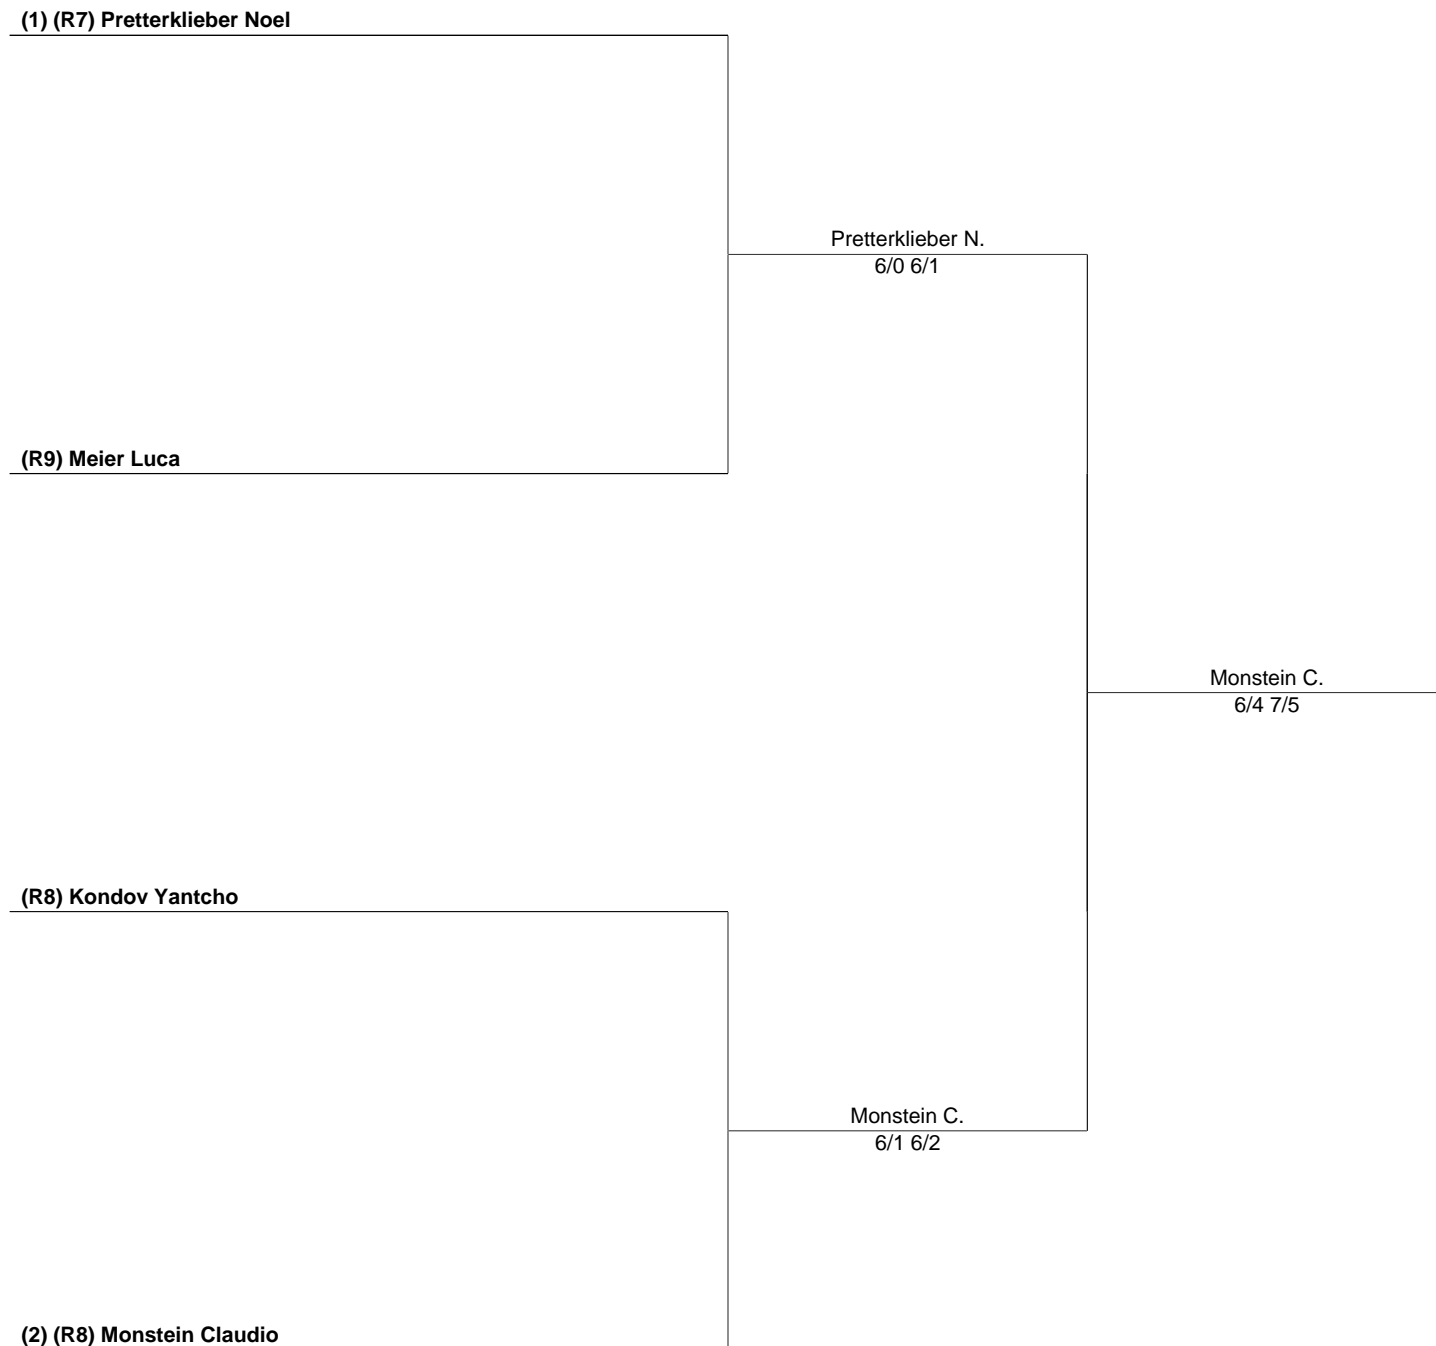 (1) (R7) Pretterklieber Noel
Pretterklieber N.
6/0 6/1
(R9) Meier Luca
Monstein C.
6/4 7/5
(R8) Kondov Yantcho
Monstein C.
6/1 6/2
(2) (R8) Monstein Claudio